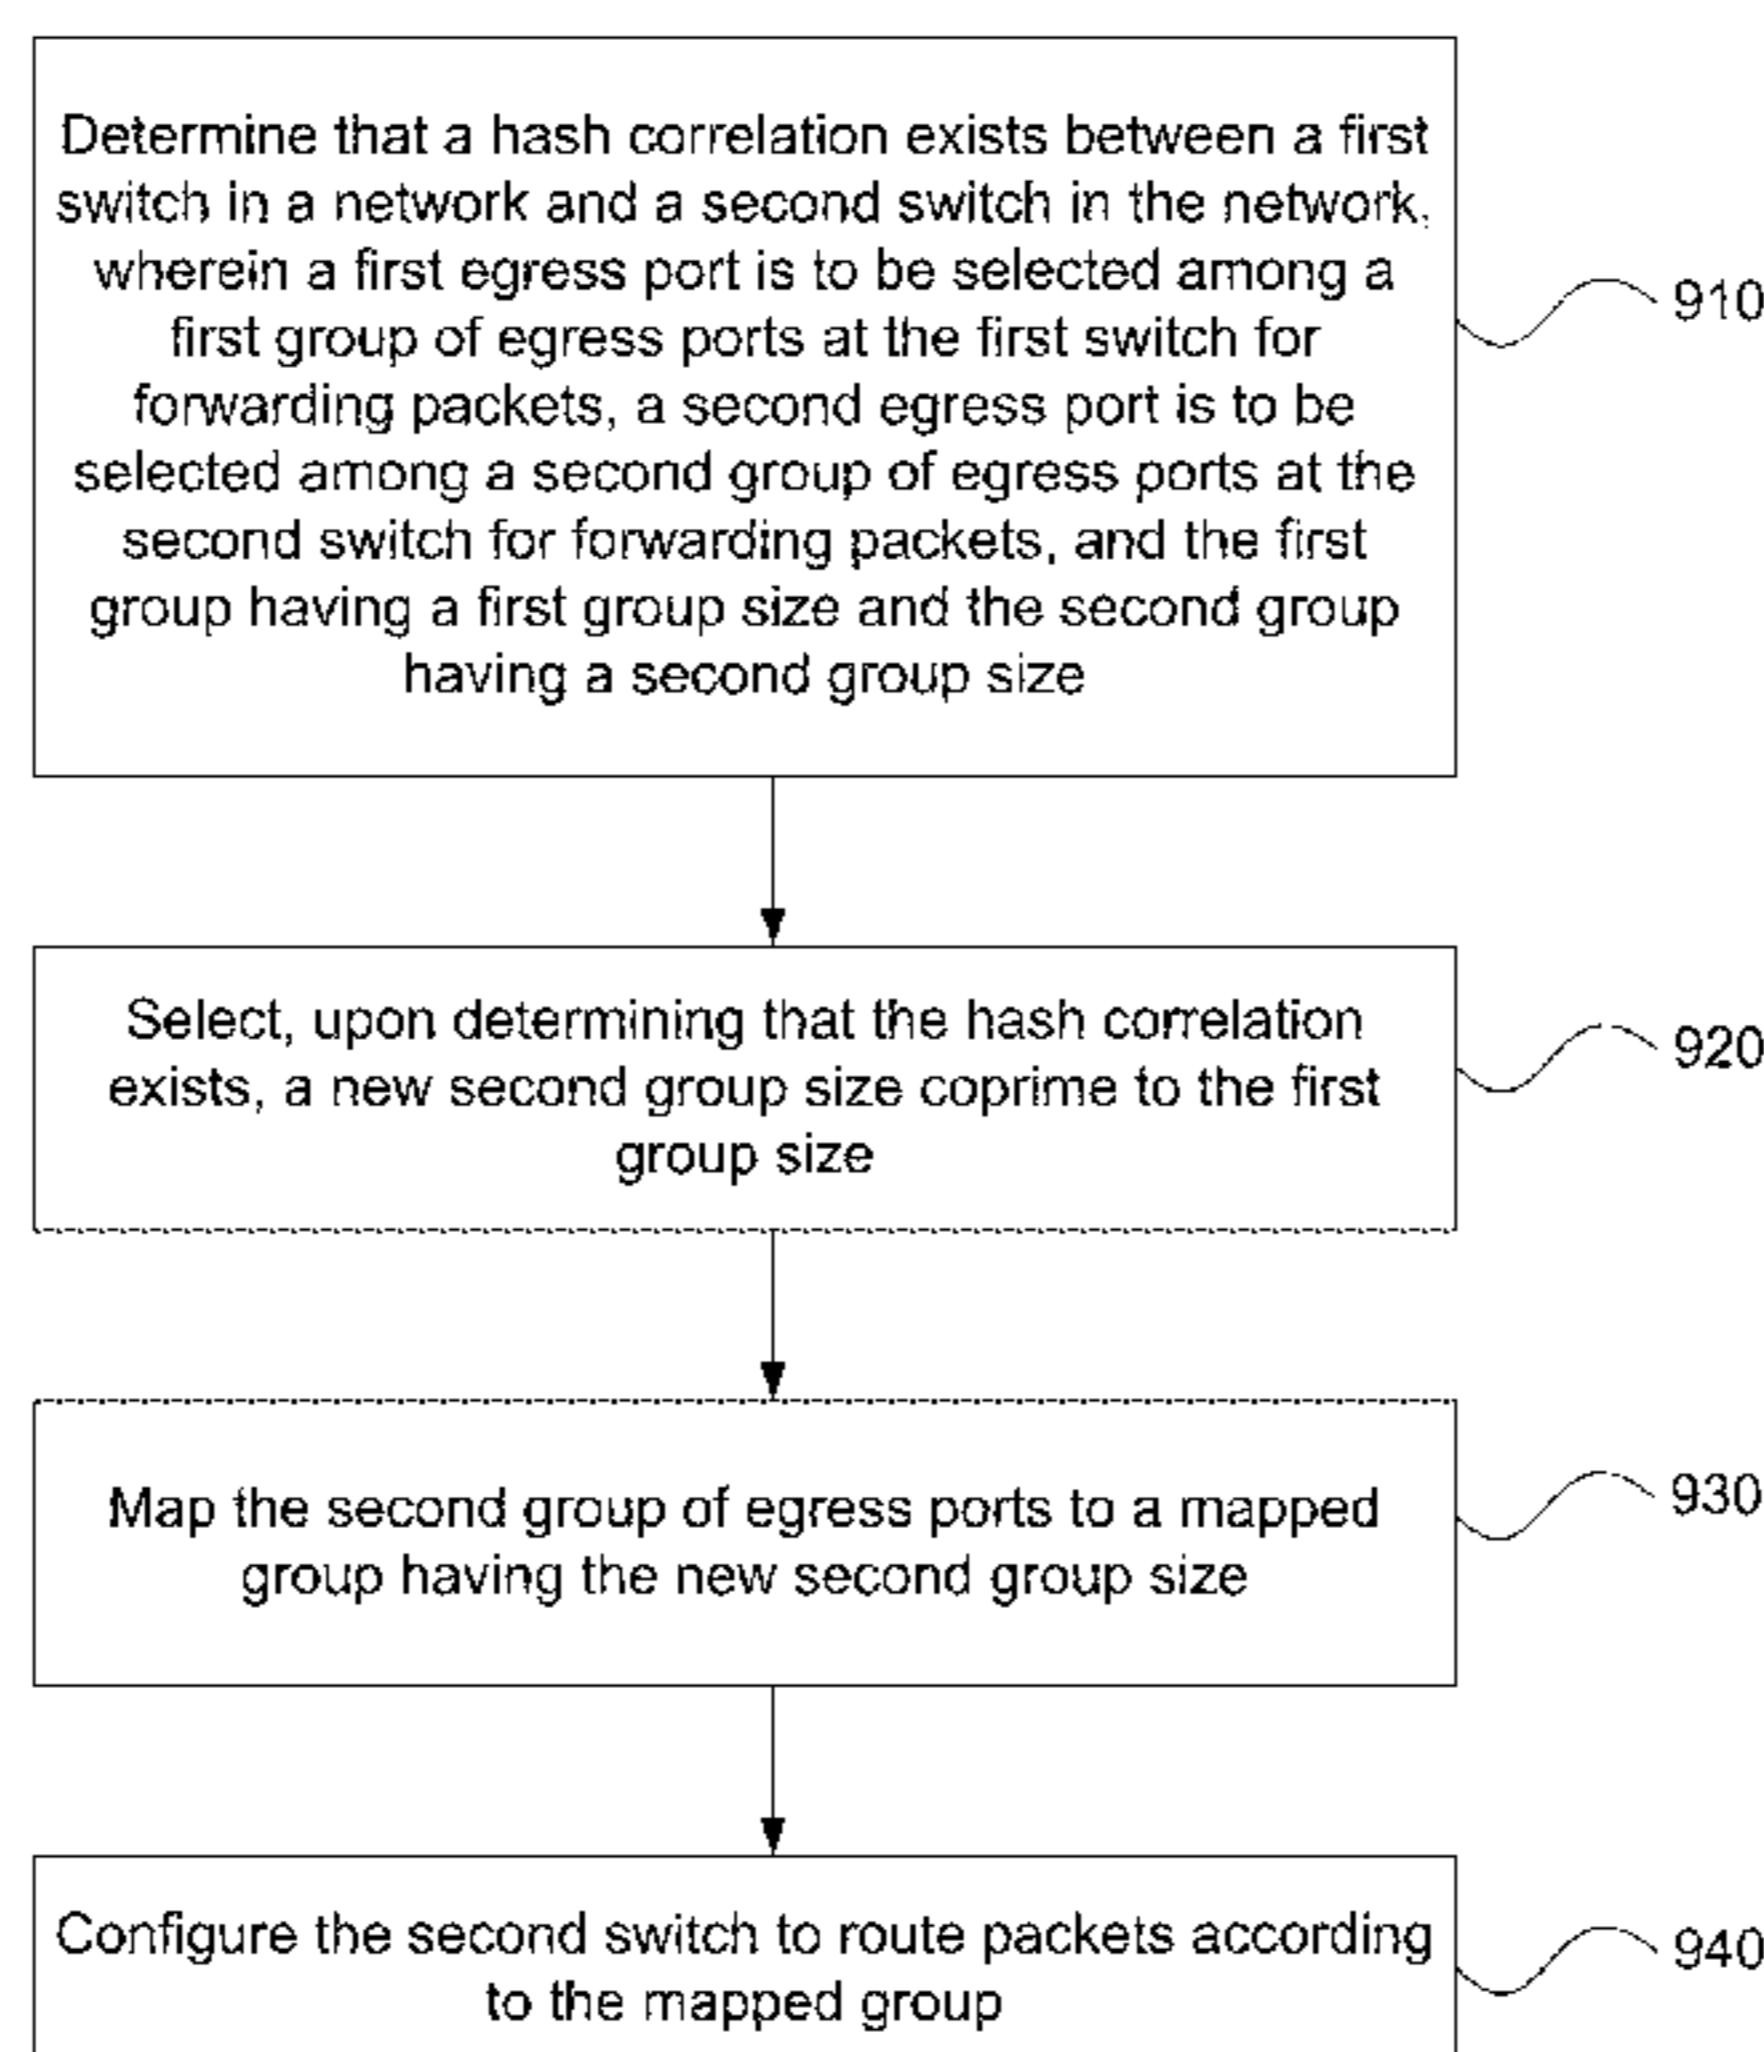 Determine that a hash correlation exists between a first
switch in a network and a second switch in the network,
wherein a first egress port is to be selected among a
first group of egress ports at the first switch for
forwarding packets, a second egress port is to be
selected among a second group of egress ports at the
second switch for forwarding packets, and the first
group having a first group size and the second group
having a second group size
910
Select, upon determining that the hash correlation
exists, a new second group size coprime to the first
group size
920
Map the second group of egress ports to a mapped
group having the new second group size
930
Configure the second switch to route packets according
to the mapped group
940